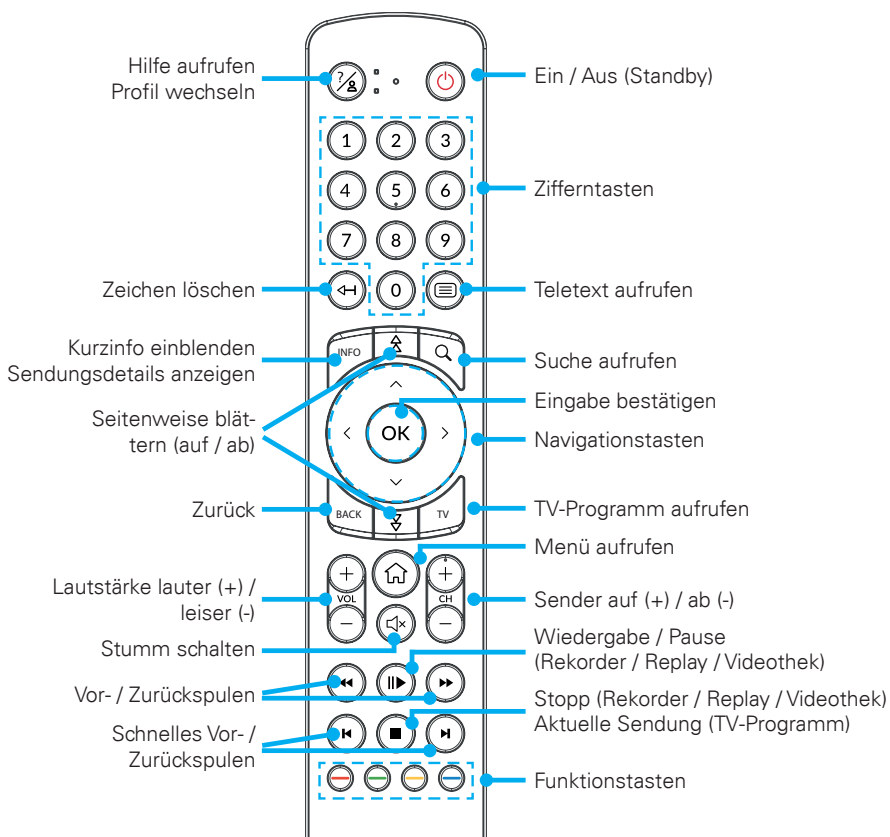 Hilfe aufrufen
Profil wechseln
?
Ein / Aus (Standby)
1
2
3
4
5
6
Zifferntasten
7
8
9
Zeichen löschen
0
Teletext aufrufen
Kurzinfo einblenden
Sendungsdetails anzeigen
INFO
Suche aufrufen
Eingabe bestätigen
Seitenweise blät-
tern (auf / ab)
OK
Navigationstasten
Zurück
BACK
TV
TV-Programm aufrufen
Menü aufrufen
Lautstärke lauter (+) /
leiser (-)
+
VOL
−
+
CH
−
Sender auf (+) / ab (-)
Stumm schalten
Wiedergabe / Pause
(Rekorder / Replay / Videothek)
Vor- / Zurückspulen
Stopp (Rekorder / Replay / Videothek)
Aktuelle Sendung (TV-Programm)
Schnelles Vor- /
Zurückspulen
Funktionstasten